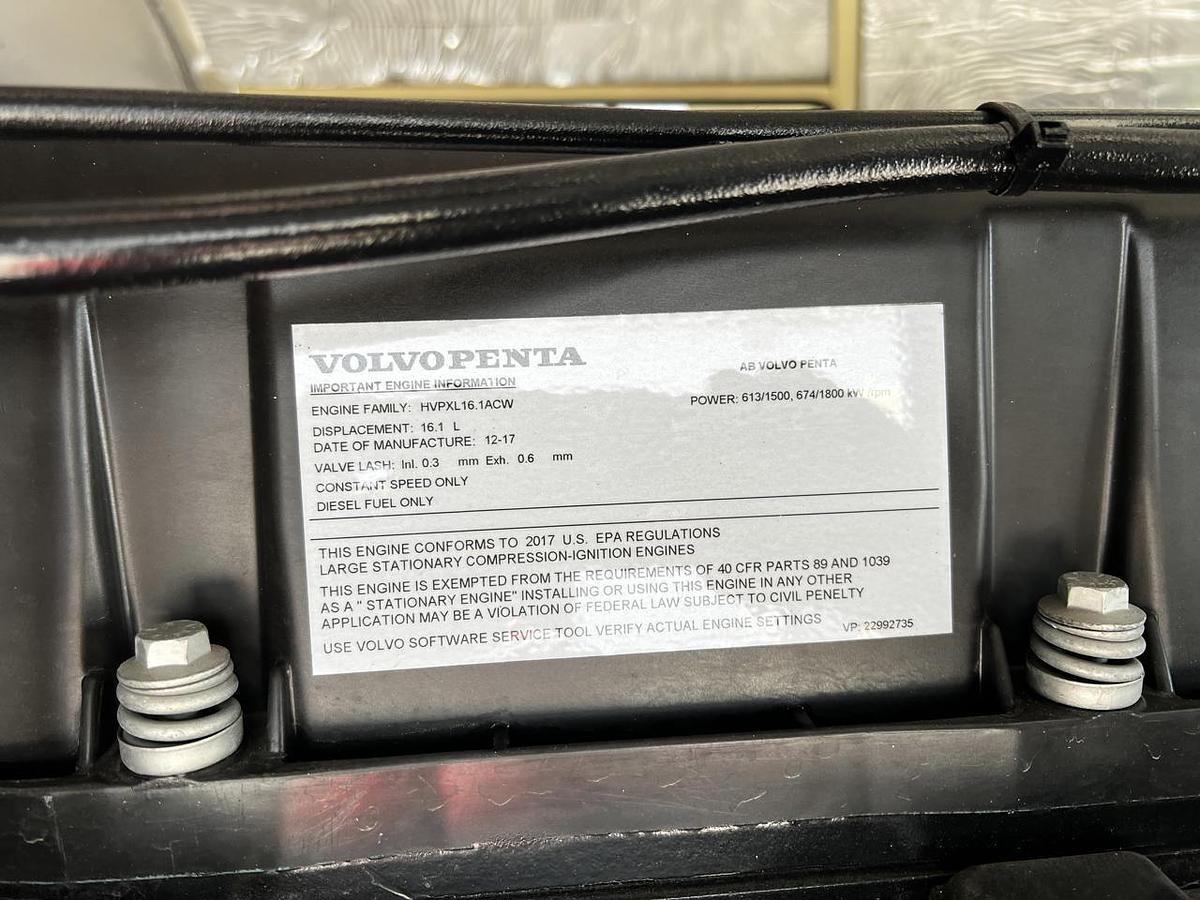 VOLVO PENTA
AB VOLVO PENTA
IMPORTANT ENGINE INFORMATION
ENGINE FAMILY: HVPXL16.1ACW
POWER: 613/1500, 674/1800 kW/rpm
DISPLACEMENT: 16.1 L
DATE OF MANUFACTURE: 12-17
VALVE LASH: Inl. 0.3 mm Exh. 0.6 mm
CONSTANT SPEED ONLY
DIESEL FUEL ONLY
THIS ENGINE CONFORMS TO 2017 U.S. EPA REGULATIONS
LARGE STATIONARY COMPRESSION-IGNITION ENGINES
THIS ENGINE IS EXEMPTED FROM THE REQUIREMENTS OF 40 CFR PARTS 89 AND 1039
AS A " STATIONARY ENGINE" INSTALLING OR USING THIS ENGINE IN ANY OTHER
APPLICATION MAY BE A VIOLATION OF FEDERAL LAW SUBJECT TO CIVIL PENELTY
USE VOLVO SOFTWARE SERVICE TOOL VERIFY ACTUAL ENGINE SETTINGS VP: 22992735